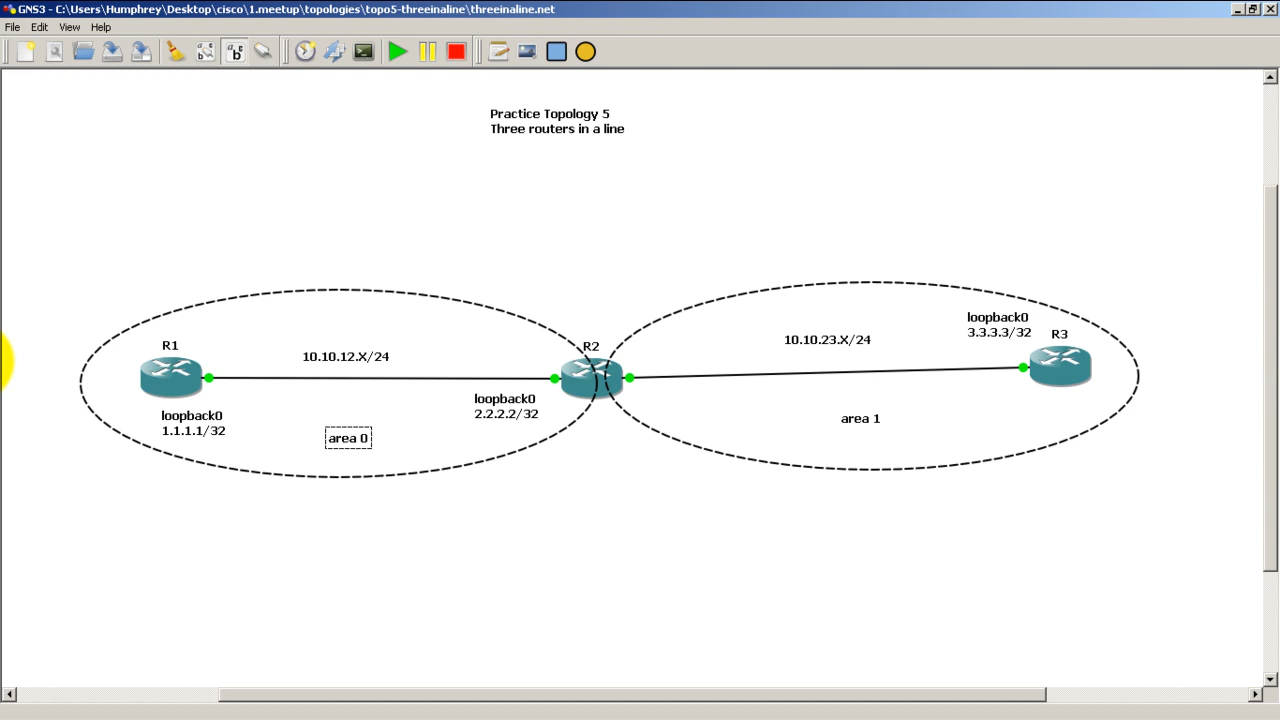 GNS3 - C:\Users\Humphrey\Desktop\cisco\1.meetup\topologies\topo5-threeinaline\threeinaline.net
File Edit View Help
Practice Topology 5
Three routers in a line
R1
10.10.12.X/24
R2
10.10.23.X/24
loopback0
3.3.3.3/32
R3
loopback0
1.1.1.1/32
loopback0
2.2.2.2/32
area 0
area 1